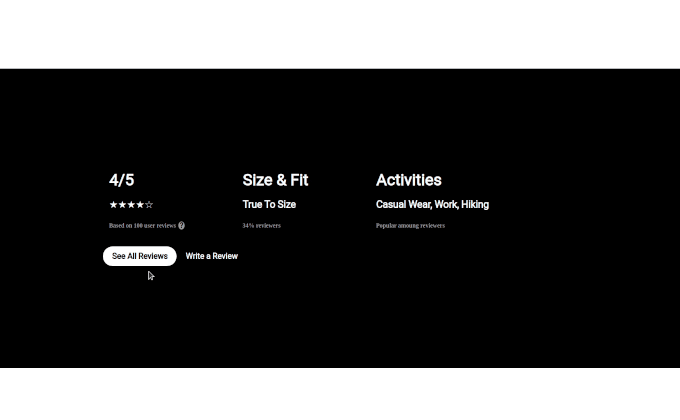 4/5
★★★★☆
Based on 100 user reviews ?
See All Reviews
Write a Review
Size & Fit
True To Size
34% reviewers
Activities
Casual Wear, Work, Hiking
Popular amoung reviewers